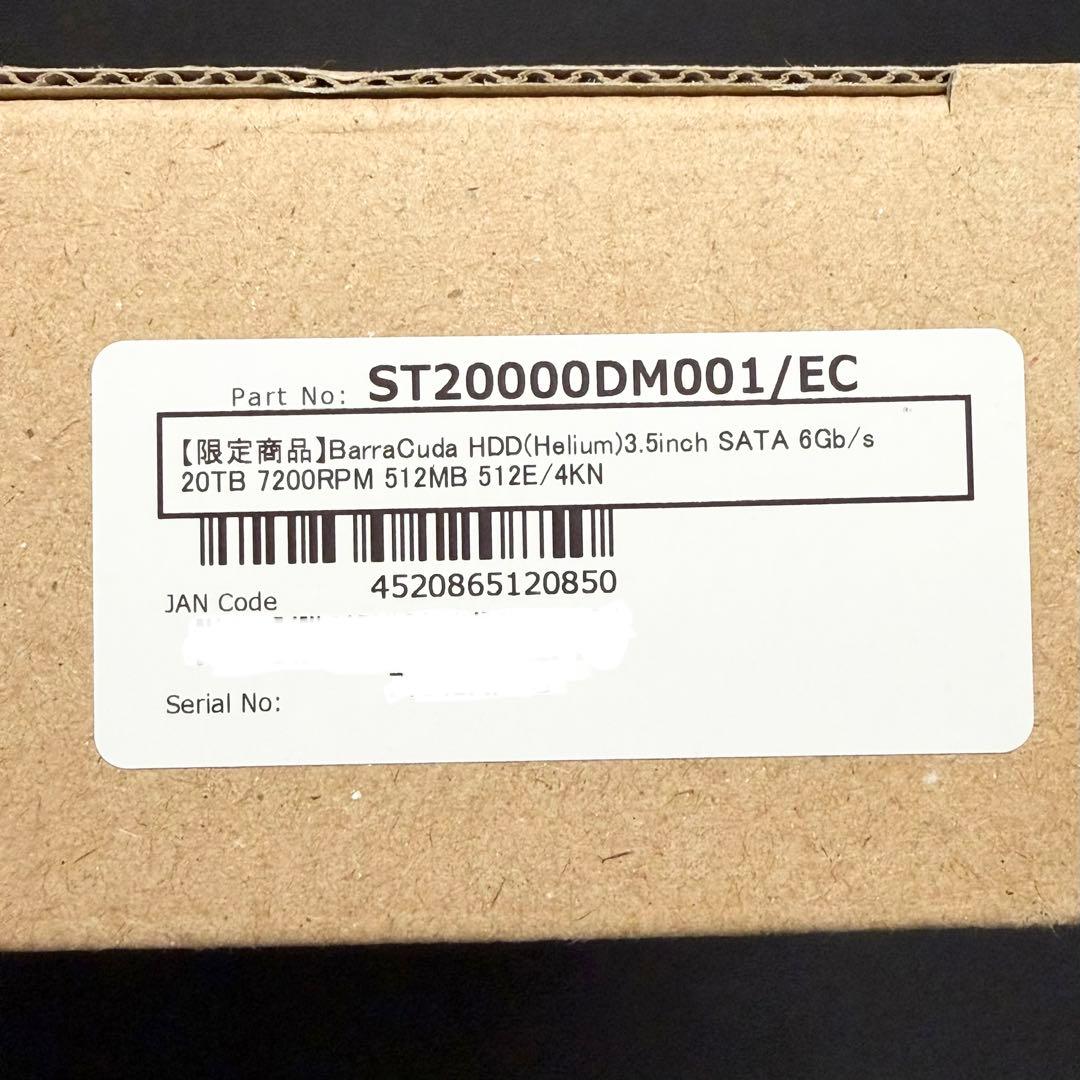 Part No: ST20000DM001/EC
【限定商品】BarraCuda HDD(Helium)3.5inch SATA 6Gb/s
20TB 7200RPM 512MB 512E/4KN
4520865120850
JAN Code
Serial No: